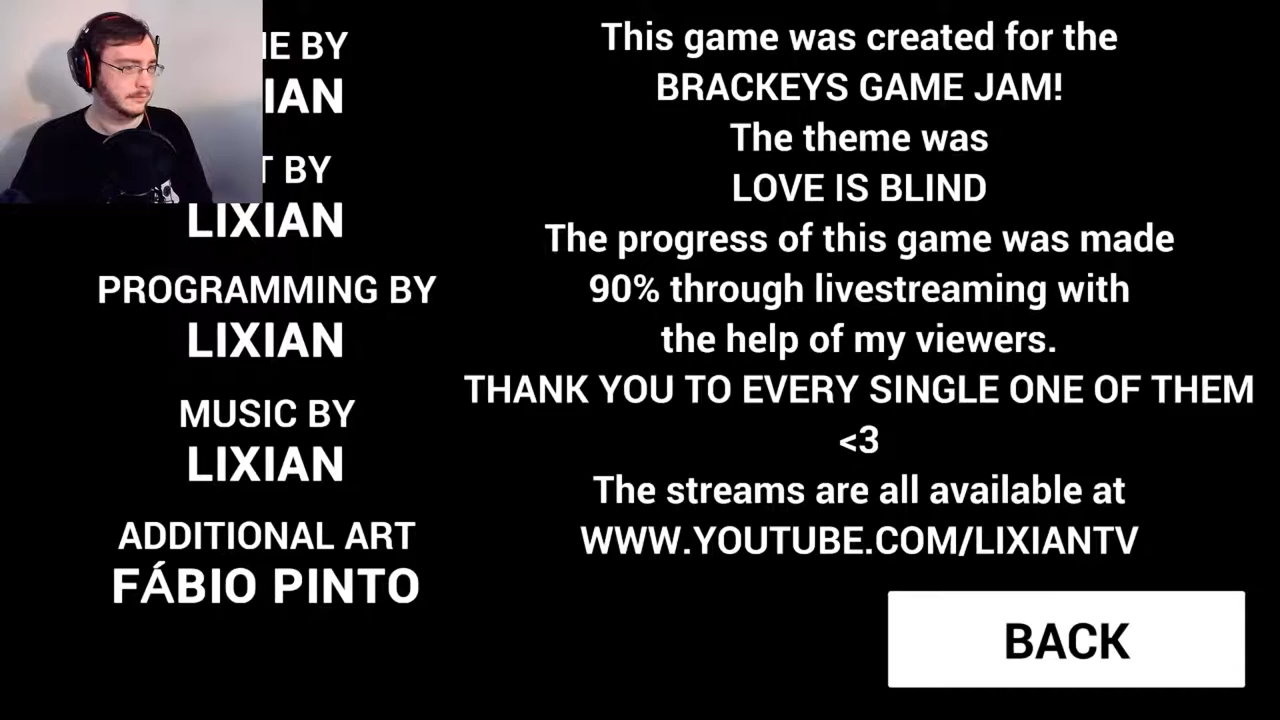 BY
LIXIAN
PROGRAMMING BY
LIXIAN
MUSIC BY
LIXIAN
ADDITIONAL ART
FÁBIO PINTO
This game was created for the
BRACKEYS GAME JAM!
The theme was
LOVE IS BLIND
The progress of this game was made
90% through livestreaming with
the help of my viewers.
THANK YOU TO EVERY SINGLE ONE OF THEM
<3
The streams are all available at
WWW.YOUTUBE.COM/LIXIANTV
BACK